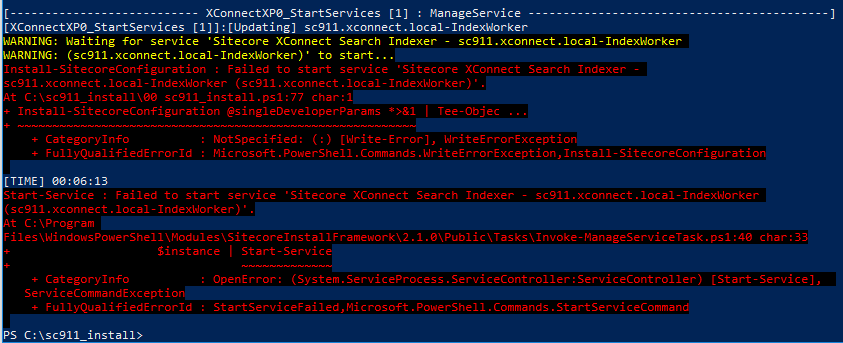 [--------------------- XConnectXP0_StartServices [1] : ManageService ------------------------------------------]
[XConnectXP0_StartServices [1]]:[Updating] sc911.xconnect.local-IndexWorker
WARNING: Waiting for service 'Sitecore XConnect Search Indexer - sc911.xconnect.local-IndexWorker
WARNING: (sc911.xconnect.local-IndexWorker)' to start...
Install-SitecoreConfiguration : Failed to start service 'Sitecore XConnect Search Indexer -
sc911.xconnect.local-IndexWorker (sc911.xconnect.local-IndexWorker)'.
At C:\sc911_install\00 sc911_install.ps1:77 char:1
+ Install-SitecoreConfiguration @singleDeveloperParams *>&1 | Tee-Objec ...
+ ~~~~~~~~~~~~~~~~~~~~~~~~~~~~~~~~~~~~~~~~~~~~~~~~~~~~~~~~~
    + CategoryInfo          : NotSpecified: (:) [Write-Error], WriteErrorException
    + FullyQualifiedErrorId : Microsoft.PowerShell.Commands.WriteErrorException,Install-SitecoreConfiguration
[TIME] 00:06:13
Start-Service : Failed to start service 'Sitecore XConnect Search Indexer - sc911.xconnect.local-IndexWorker
(sc911.xconnect.local-IndexWorker)'.
At C:\Program
Files\WindowsPowerShell\Modules\SitecoreInstallFramework\2.1.0\Public\Tasks\Invoke-ManageServiceTask.ps1:40 char:33
+                     $instance | Start-Service
+                                 ~~~~~~~~~~~~~
    + CategoryInfo          : OpenError: (System.ServiceProcess.ServiceController:ServiceController) [Start-Service],
   ServiceCommandException
    + FullyQualifiedErrorId : StartServiceFailed,Microsoft.PowerShell.Commands.StartServiceCommand
PS C:\sc911_install>